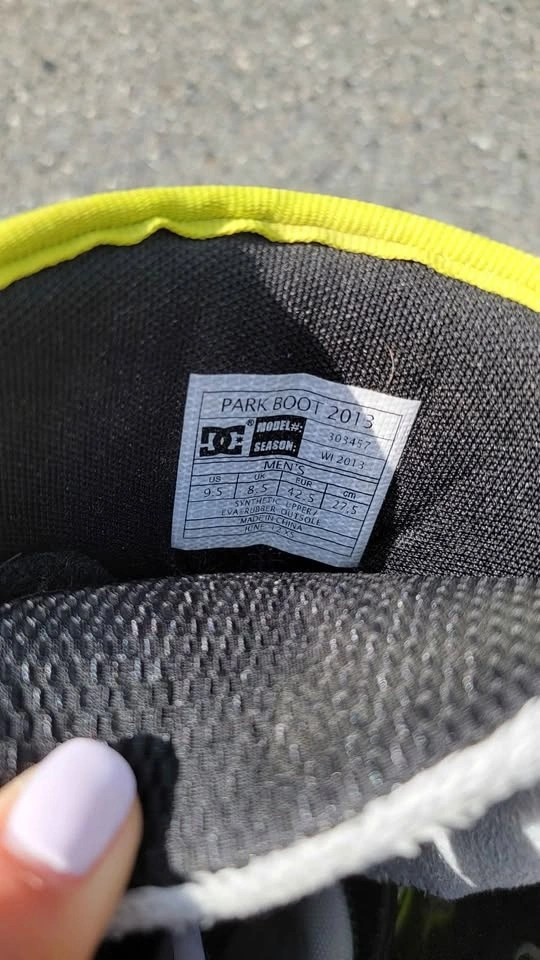 PARK BOOT 2013
DC® MODEL#: 303457
SEASON: WI 2013
MEN'S
US UK EUR cm
9.5 8.5 42.5 27.5
SYNTHETIC UPPER/
EVA+RUBBER OUTSOLE
MADE IN CHINA